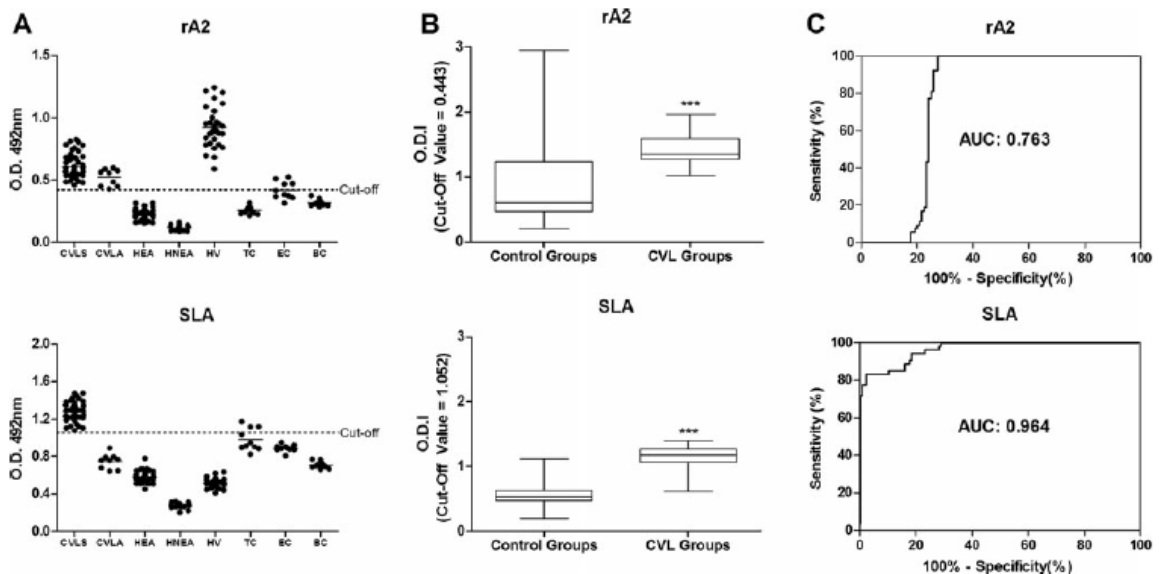 A
rA2
1.5
1.0
0.5
0.0
O.D. 492nm
Cut-off
CVLS CVLA HEA HNEA HV TC EC BC
SLA
2.0
1.6
1.2
0.8
0.4
0.0
O.D. 492nm
Cut-off
CVLS CVLA HEA HNEA HV TC EC BC
B
rA2
3
2
1
0
O.D.I
(Cut-Off Value = 0.443)
***
Control Groups CVL Groups
SLA
3
2
1
0
O.D.I
(Cut-Off Value = 1.052)
***
Control Groups CVL Groups
C
rA2
100
80
60
40
20
0
Sensitivity (%)
AUC: 0.763
0 20 40 60 80 100
100% - Specificity(%)
SLA
100
80
60
40
20
0
Sensitivity (%)
AUC: 0.964
0 20 40 60 80 100
100% - Specificity(%)